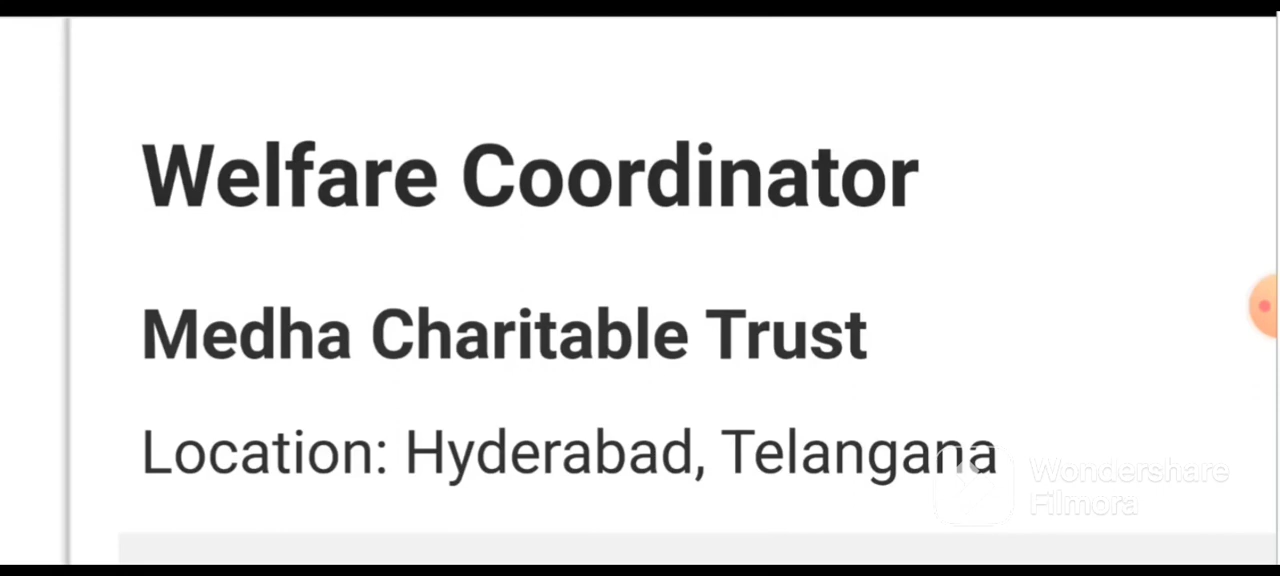 Welfare Coordinator
Medha Charitable Trust
Location: Hyderabad, Telangana
Wondershare
Filmora